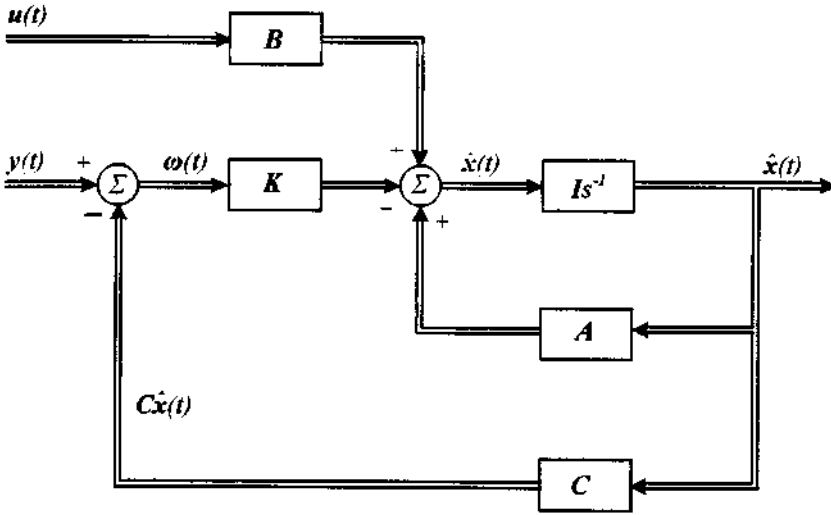 u(t)
B
+
y(t)
+
Σ
ω(t)
K
−
Σ
ẋ(t)
Is⁻¹
x̂(t)
−
+
A
Cx̂(t)
C